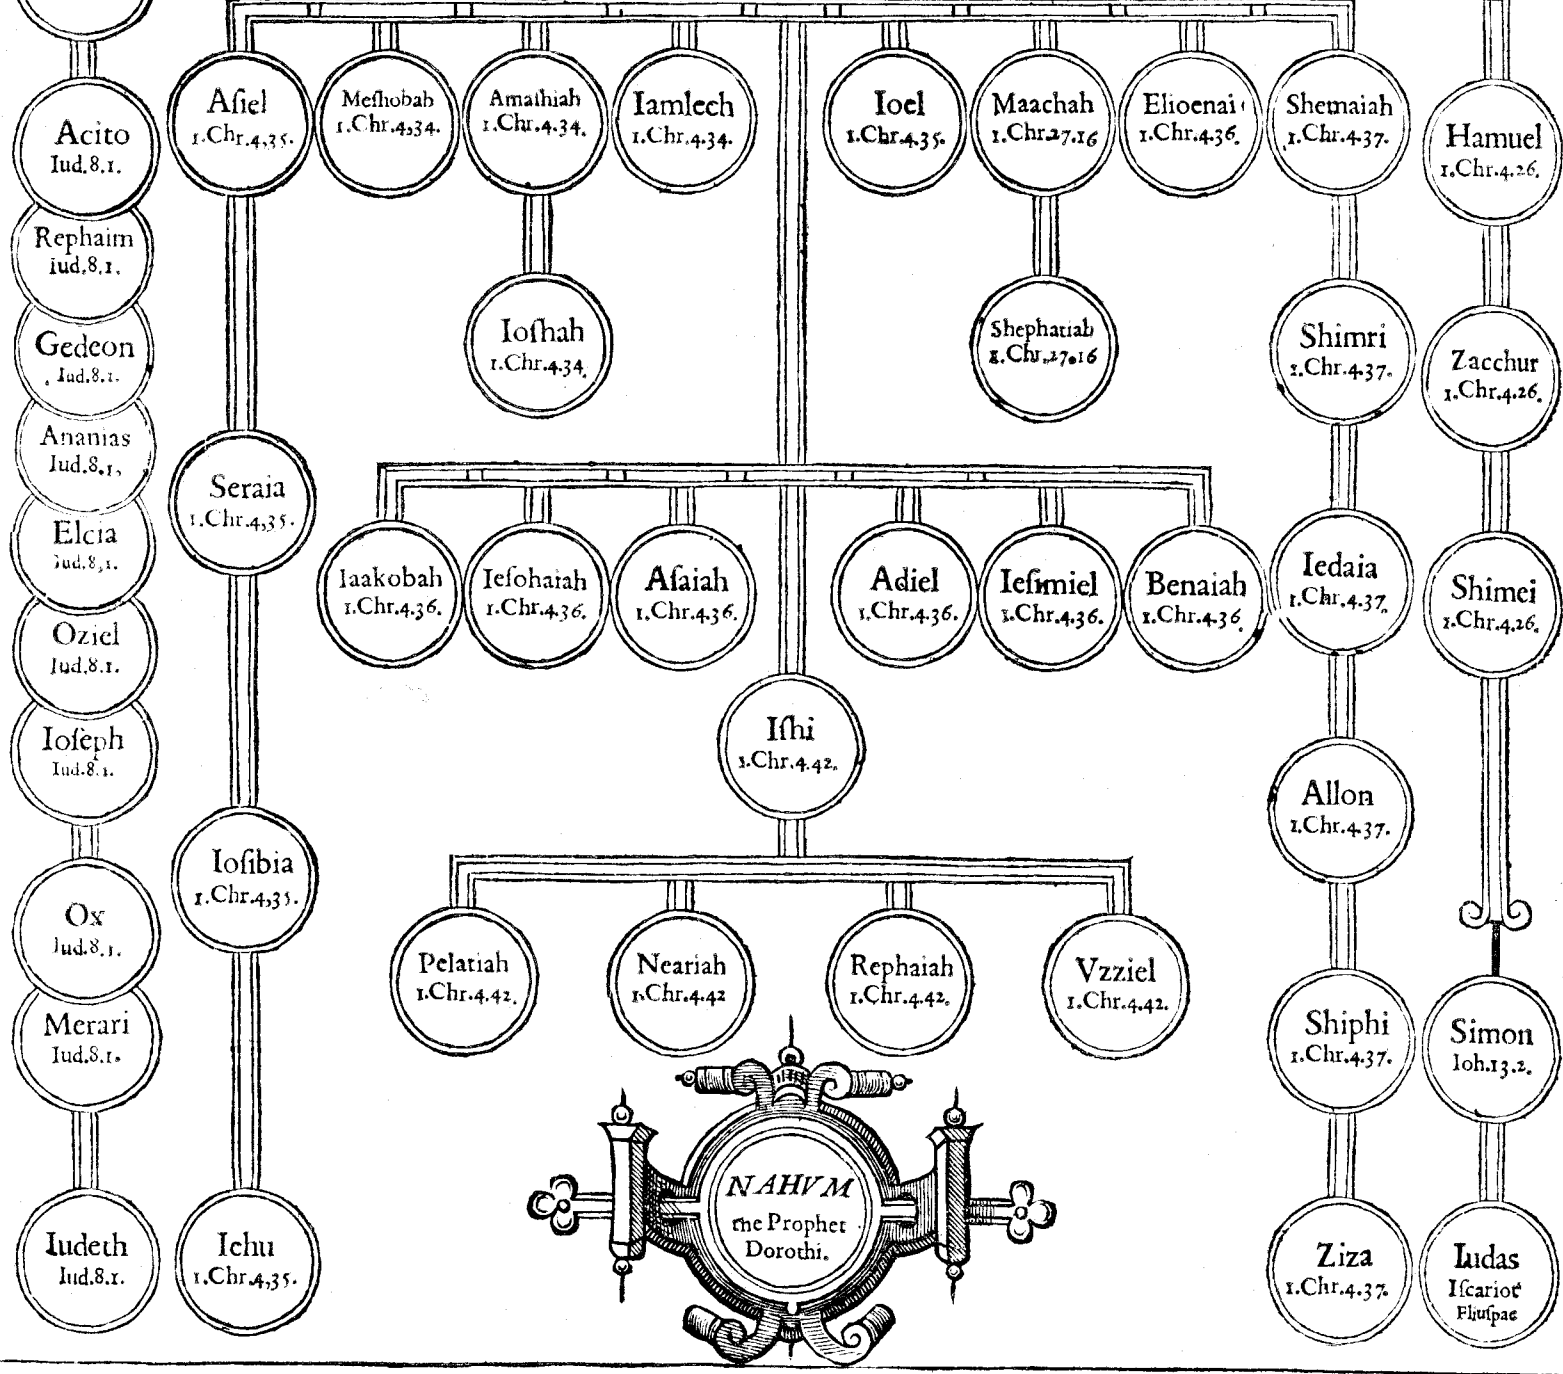 Acito
Iud.8.1.
Rephaim
Iud.8.1.
Gedeon
Iud.8.1.
Ananias
Iud.8.1,
Elcia
Iud.8,1.
Oziel
Iud.8.1.
Ioſeph
Iud.8.1.
Ox
Iud.8.1.
Merari
Iud.8.1.
Iudeth
Iud.8.1.
Aſiel
1.Chr.4,35.
Seraia
1.Chr.4,35.
Ioſibia
1.Chr.4,35.
Iehu
1.Chr.4,35.
Meſhobah
1.Chr.4.34.
Amaſhiah
1.Chr.4.34.
Iamlech
1.Chr.4.34.
Ioel
1.Chr.4.35.
Maachah
1.Chr.27.16
Elioenai
1.Chr.4.36.
Shemaiah
1.Chr.4.37.
Ioſhah
1.Chr.4.34.
Shephatiah
1.Chr.27.16
Shimri
1.Chr.4.37.
Iaakobah
1.Chr.4.36.
Ieſohaiah
1.Chr.4.36.
Aſaiah
1.Chr.4.36.
Adiel
1.Chr.4.36.
Ieſimiel
1.Chr.4.36.
Benaiah
1.Chr.4.36.
Iedaia
1.Chr.4.37.
Iſhi
1.Chr.4.42.
Allon
1.Chr.4.37.
Pelatiah
1.Chr.4.42.
Neariah
1.Chr.4.42
Rephaiah
1.Chr.4.42.
Vzziel
1.Chr.4.42.
Shiphi
1.Chr.4.37.
Ziza
1.Chr.4.37.
NAHVM
the Prophet
Dorothi.
Hamuel
1.Chr.4.26.
Zacchur
1.Chr.4.26.
Shimei
1.Chr.4.26.
Simon
Ioh.13.2.
Iudas
Iſcariot
Fliuſpae